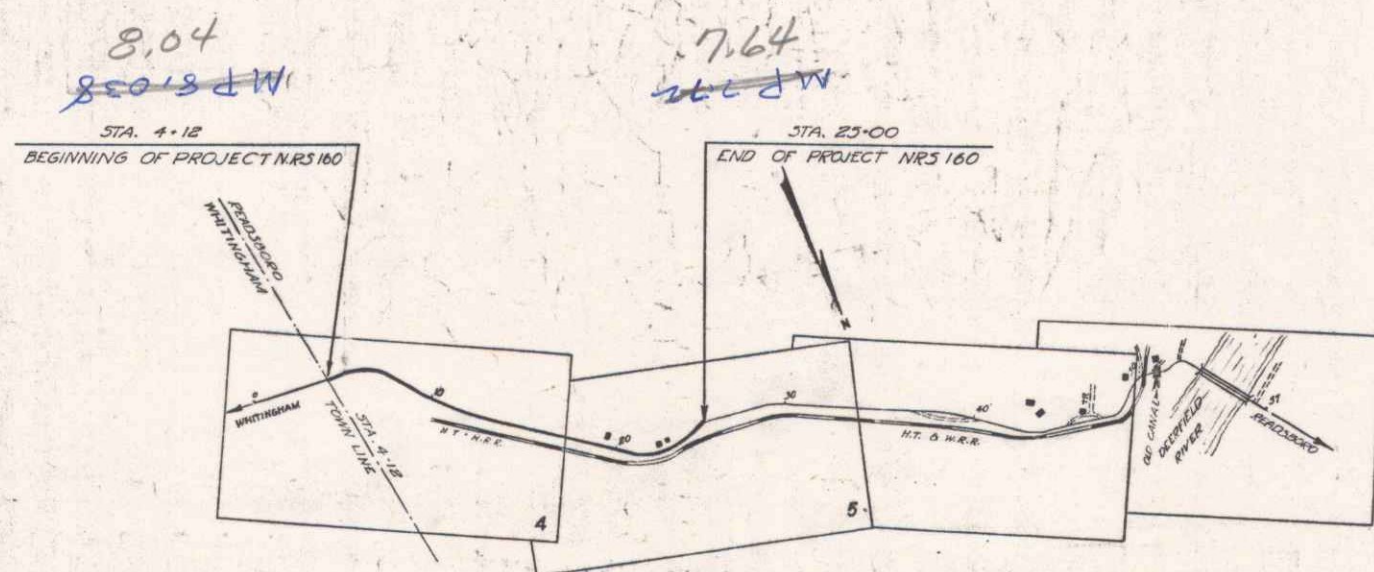 8.04
MP 8.038
7.64
MP 7.72
STA. 4+12
BEGINNING OF PROJECT N.R.S 160
STA. 25+00
END OF PROJECT NRS 160
READSBORO
WHITINGHAM
N
0
WHITINGHAM
TOWN LINE
STA. 4+12
10
H.T. & W.R.R.
20
4
30
5
40
H.T. & W.R.R.
OLD CANAL
DEERFIELD
RIVER
51
READSBORO